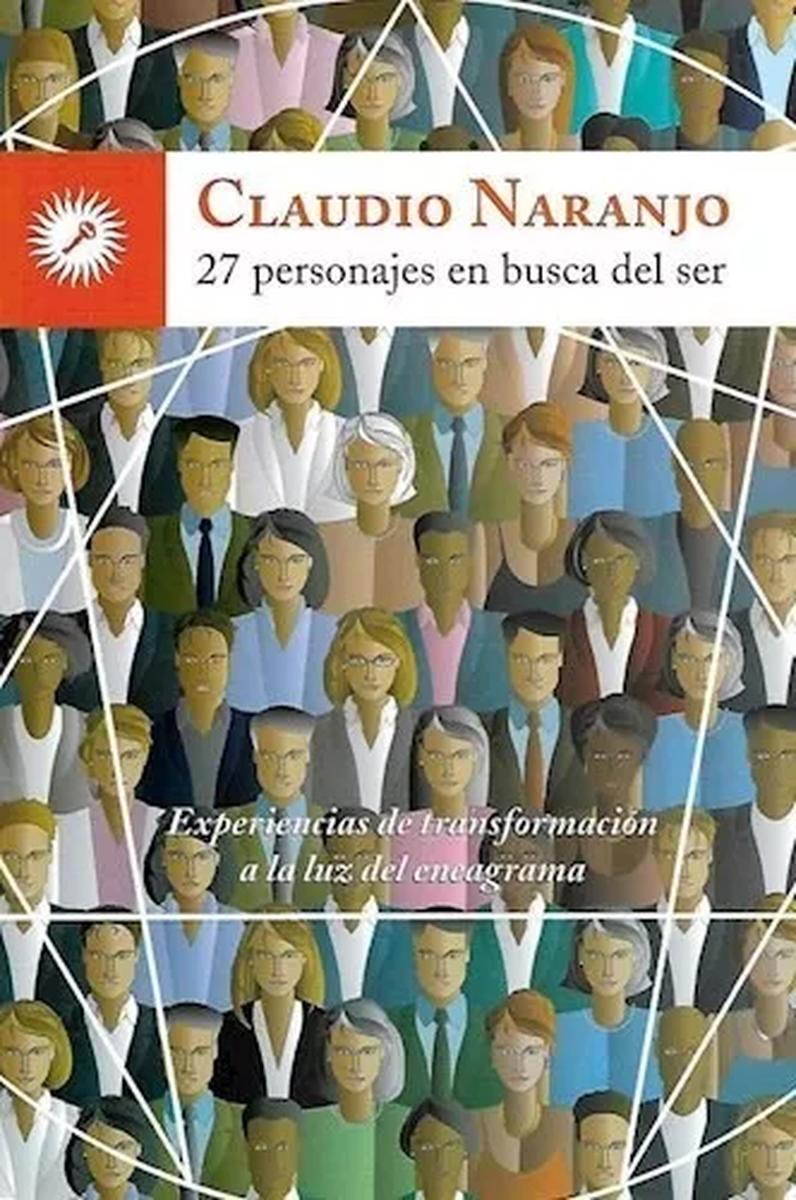 CLAUDIO NARANJO
27 personajes en busca del ser
Experiencias de transformación
a la luz del eneagrama